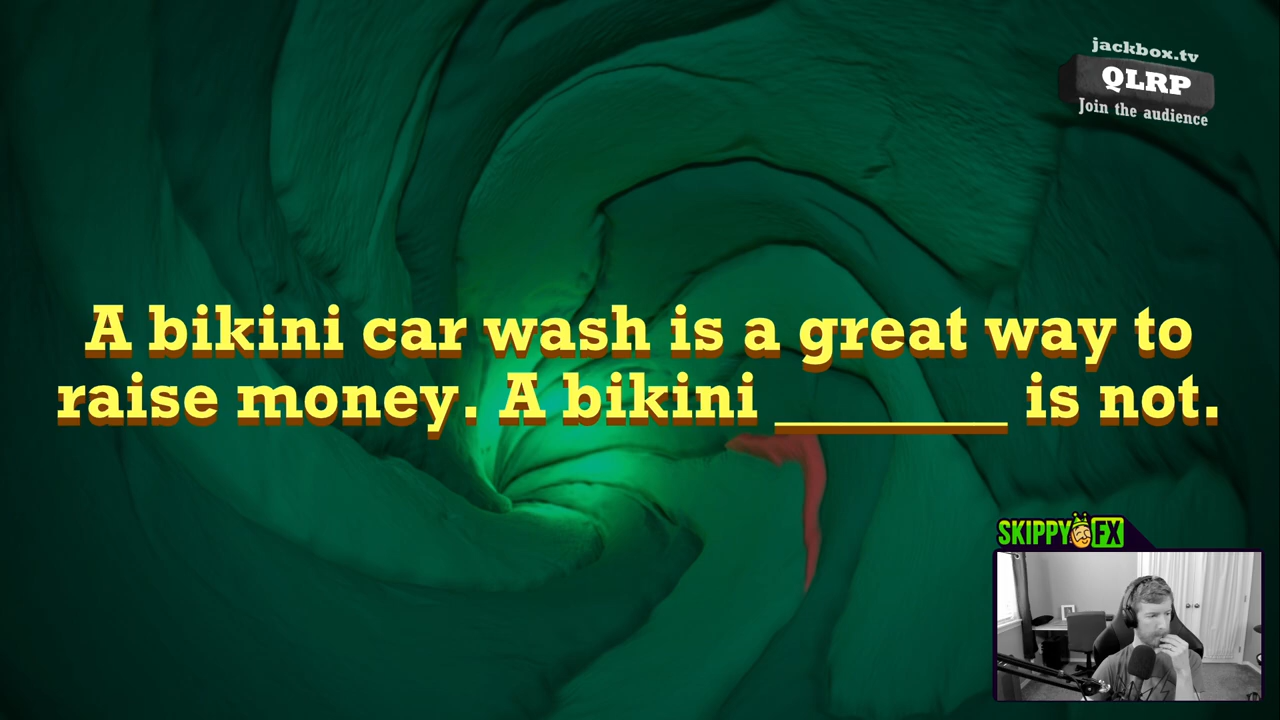 jackbox.tv
QLRP
Join the audience
A bikini car wash is a great way to
raise money. A bikini ________ is not.
SKIPPY FX